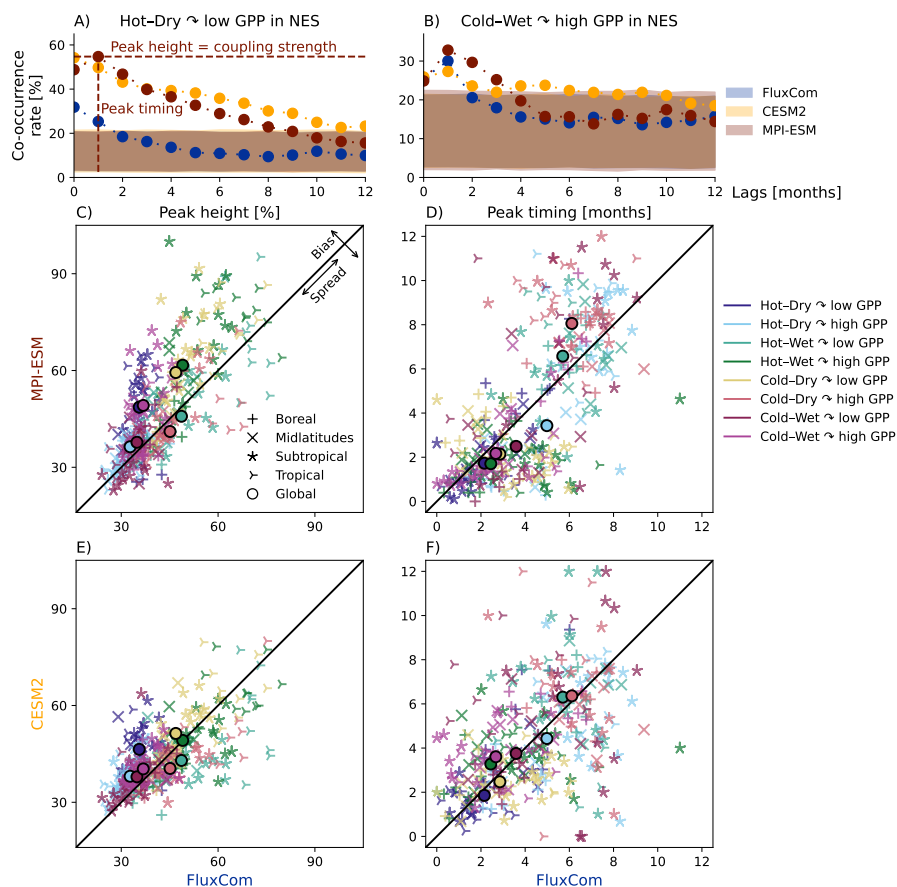 A)
Hot–Dry ↷ low GPP in NES
B)
Cold–Wet ↷ high GPP in NES
Co-occurrence
rate [%]
60
40
20
0
Peak height = coupling strength
Peak timing
0 2 4 6 8 10 12
30
20
10
0
0 2 4 6 8 10 12
FluxCom
CESM2
MPI-ESM
Lags [months]
C)
Peak height [%]
D)
Peak timing [months]
MPI-ESM
90
60
30
Bias
Spread
Boreal
Midlatitudes
Subtropical
Tropical
Global
30 60 90
12
10
8
6
4
2
0
0 2 4 6 8 10 12
Hot–Dry ↷ low GPP
Hot–Dry ↷ high GPP
Hot–Wet ↷ low GPP
Hot–Wet ↷ high GPP
Cold–Dry ↷ low GPP
Cold–Dry ↷ high GPP
Cold–Wet ↷ low GPP
Cold–Wet ↷ high GPP
E)
F)
CESM2
90
60
30
30 60 90
FluxCom
12
10
8
6
4
2
0
0 2 4 6 8 10 12
FluxCom